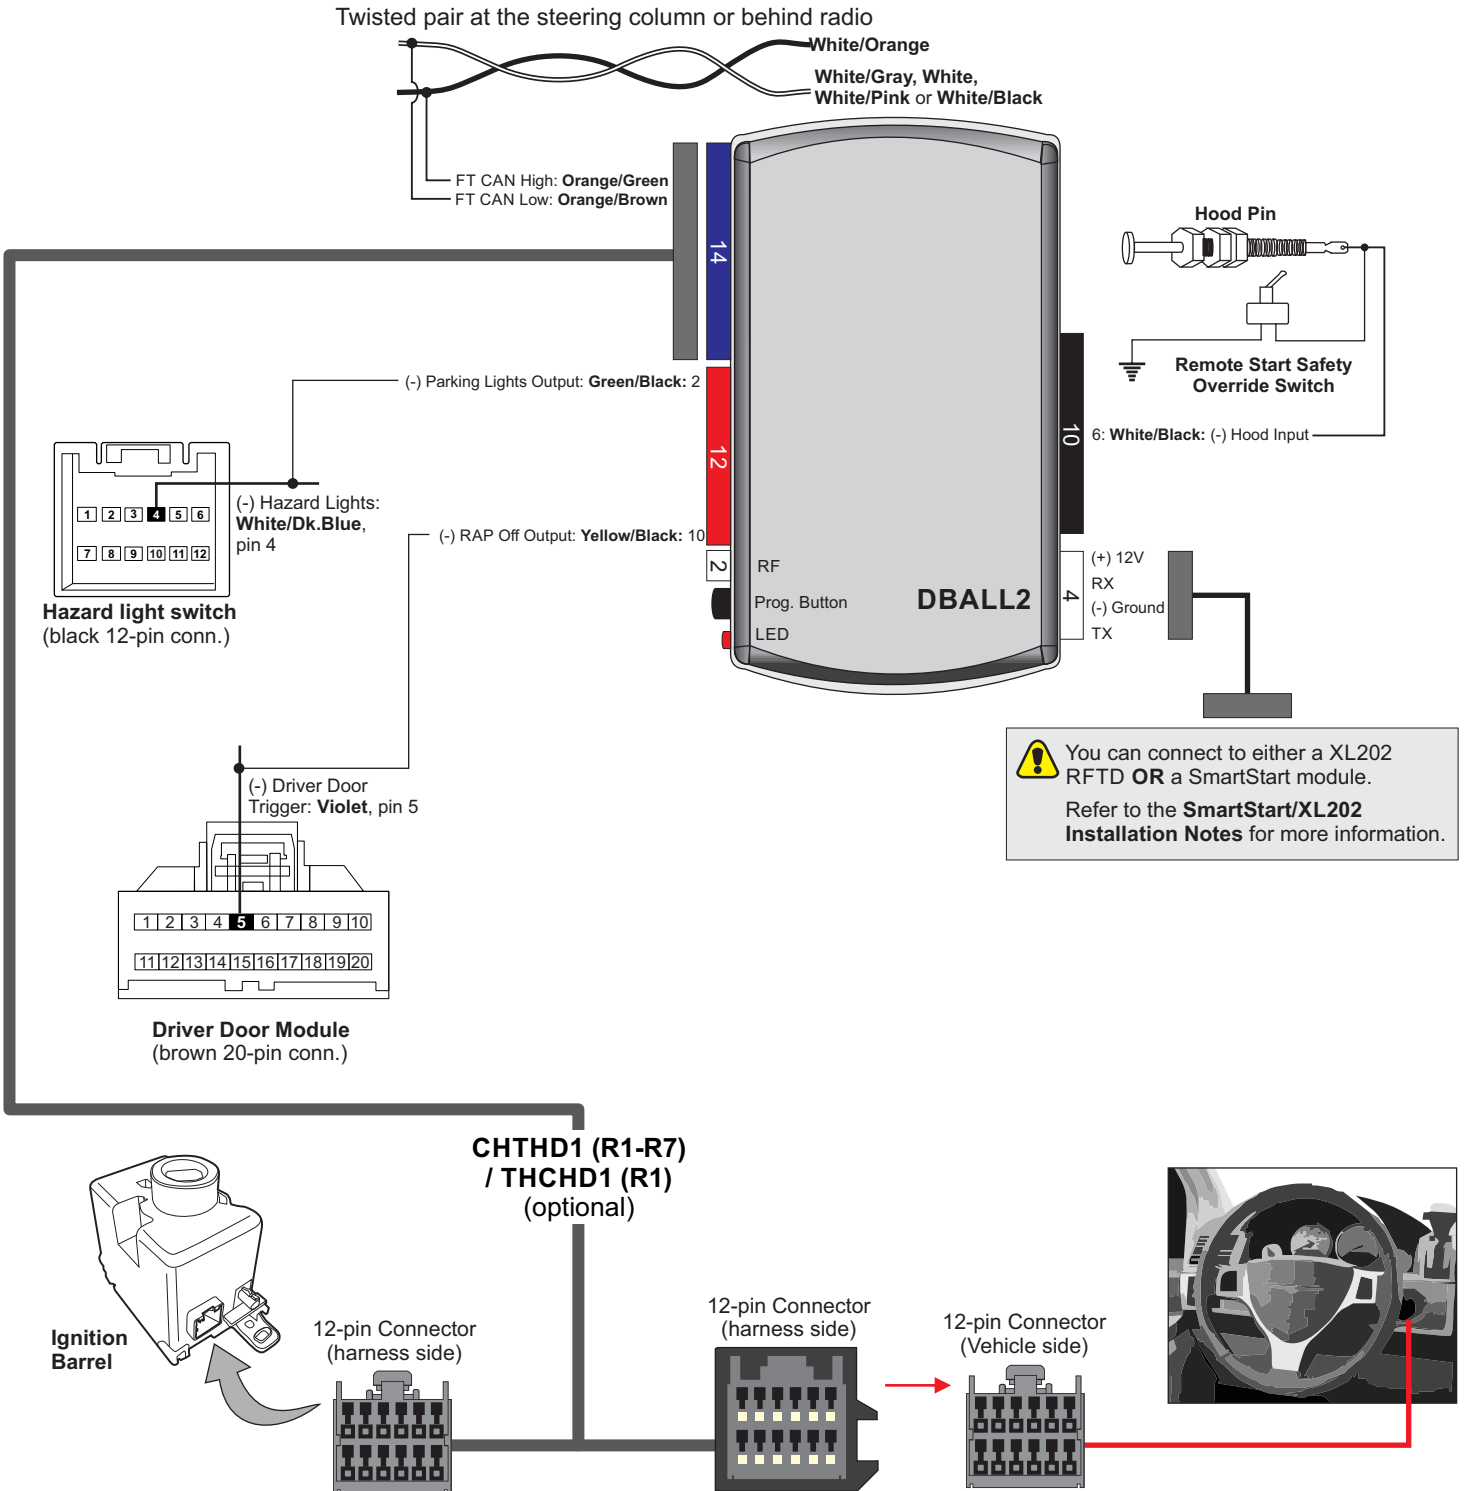 Twisted pair at the steering column or behind radio
White/Orange
White/Gray, White,
White/Pink or White/Black
FT CAN High: Orange/Green
FT CAN Low: Orange/Brown
14
Hood Pin
Remote Start Safety
Override Switch
(-) Parking Lights Output: Green/Black: 2
12
10
6: White/Black: (-) Hood Input
1 2 3 4 5 6
7 8 9 10 11 12
(-) Hazard Lights:
White/Dk.Blue,
pin 4
Hazard light switch
(black 12-pin conn.)
(-) RAP Off Output: Yellow/Black: 10
2
RF
Prog. Button
LED
DBALL2
4
(+) 12V
RX
(-) Ground
TX
You can connect to either a XL202
RFTD OR a SmartStart module.
Refer to the SmartStart/XL202
Installation Notes for more information.
(-) Driver Door
Trigger: Violet, pin 5
1 2 3 4 5 6 7 8 9 10
11 12 13 14 15 16 17 18 19 20
Driver Door Module
(brown 20-pin conn.)
CHTHD1 (R1-R7)
/ THCHD1 (R1)
(optional)
Ignition
Barrel
12-pin Connector
(harness side)
12-pin Connector
(harness side)
12-pin Connector
(Vehicle side)